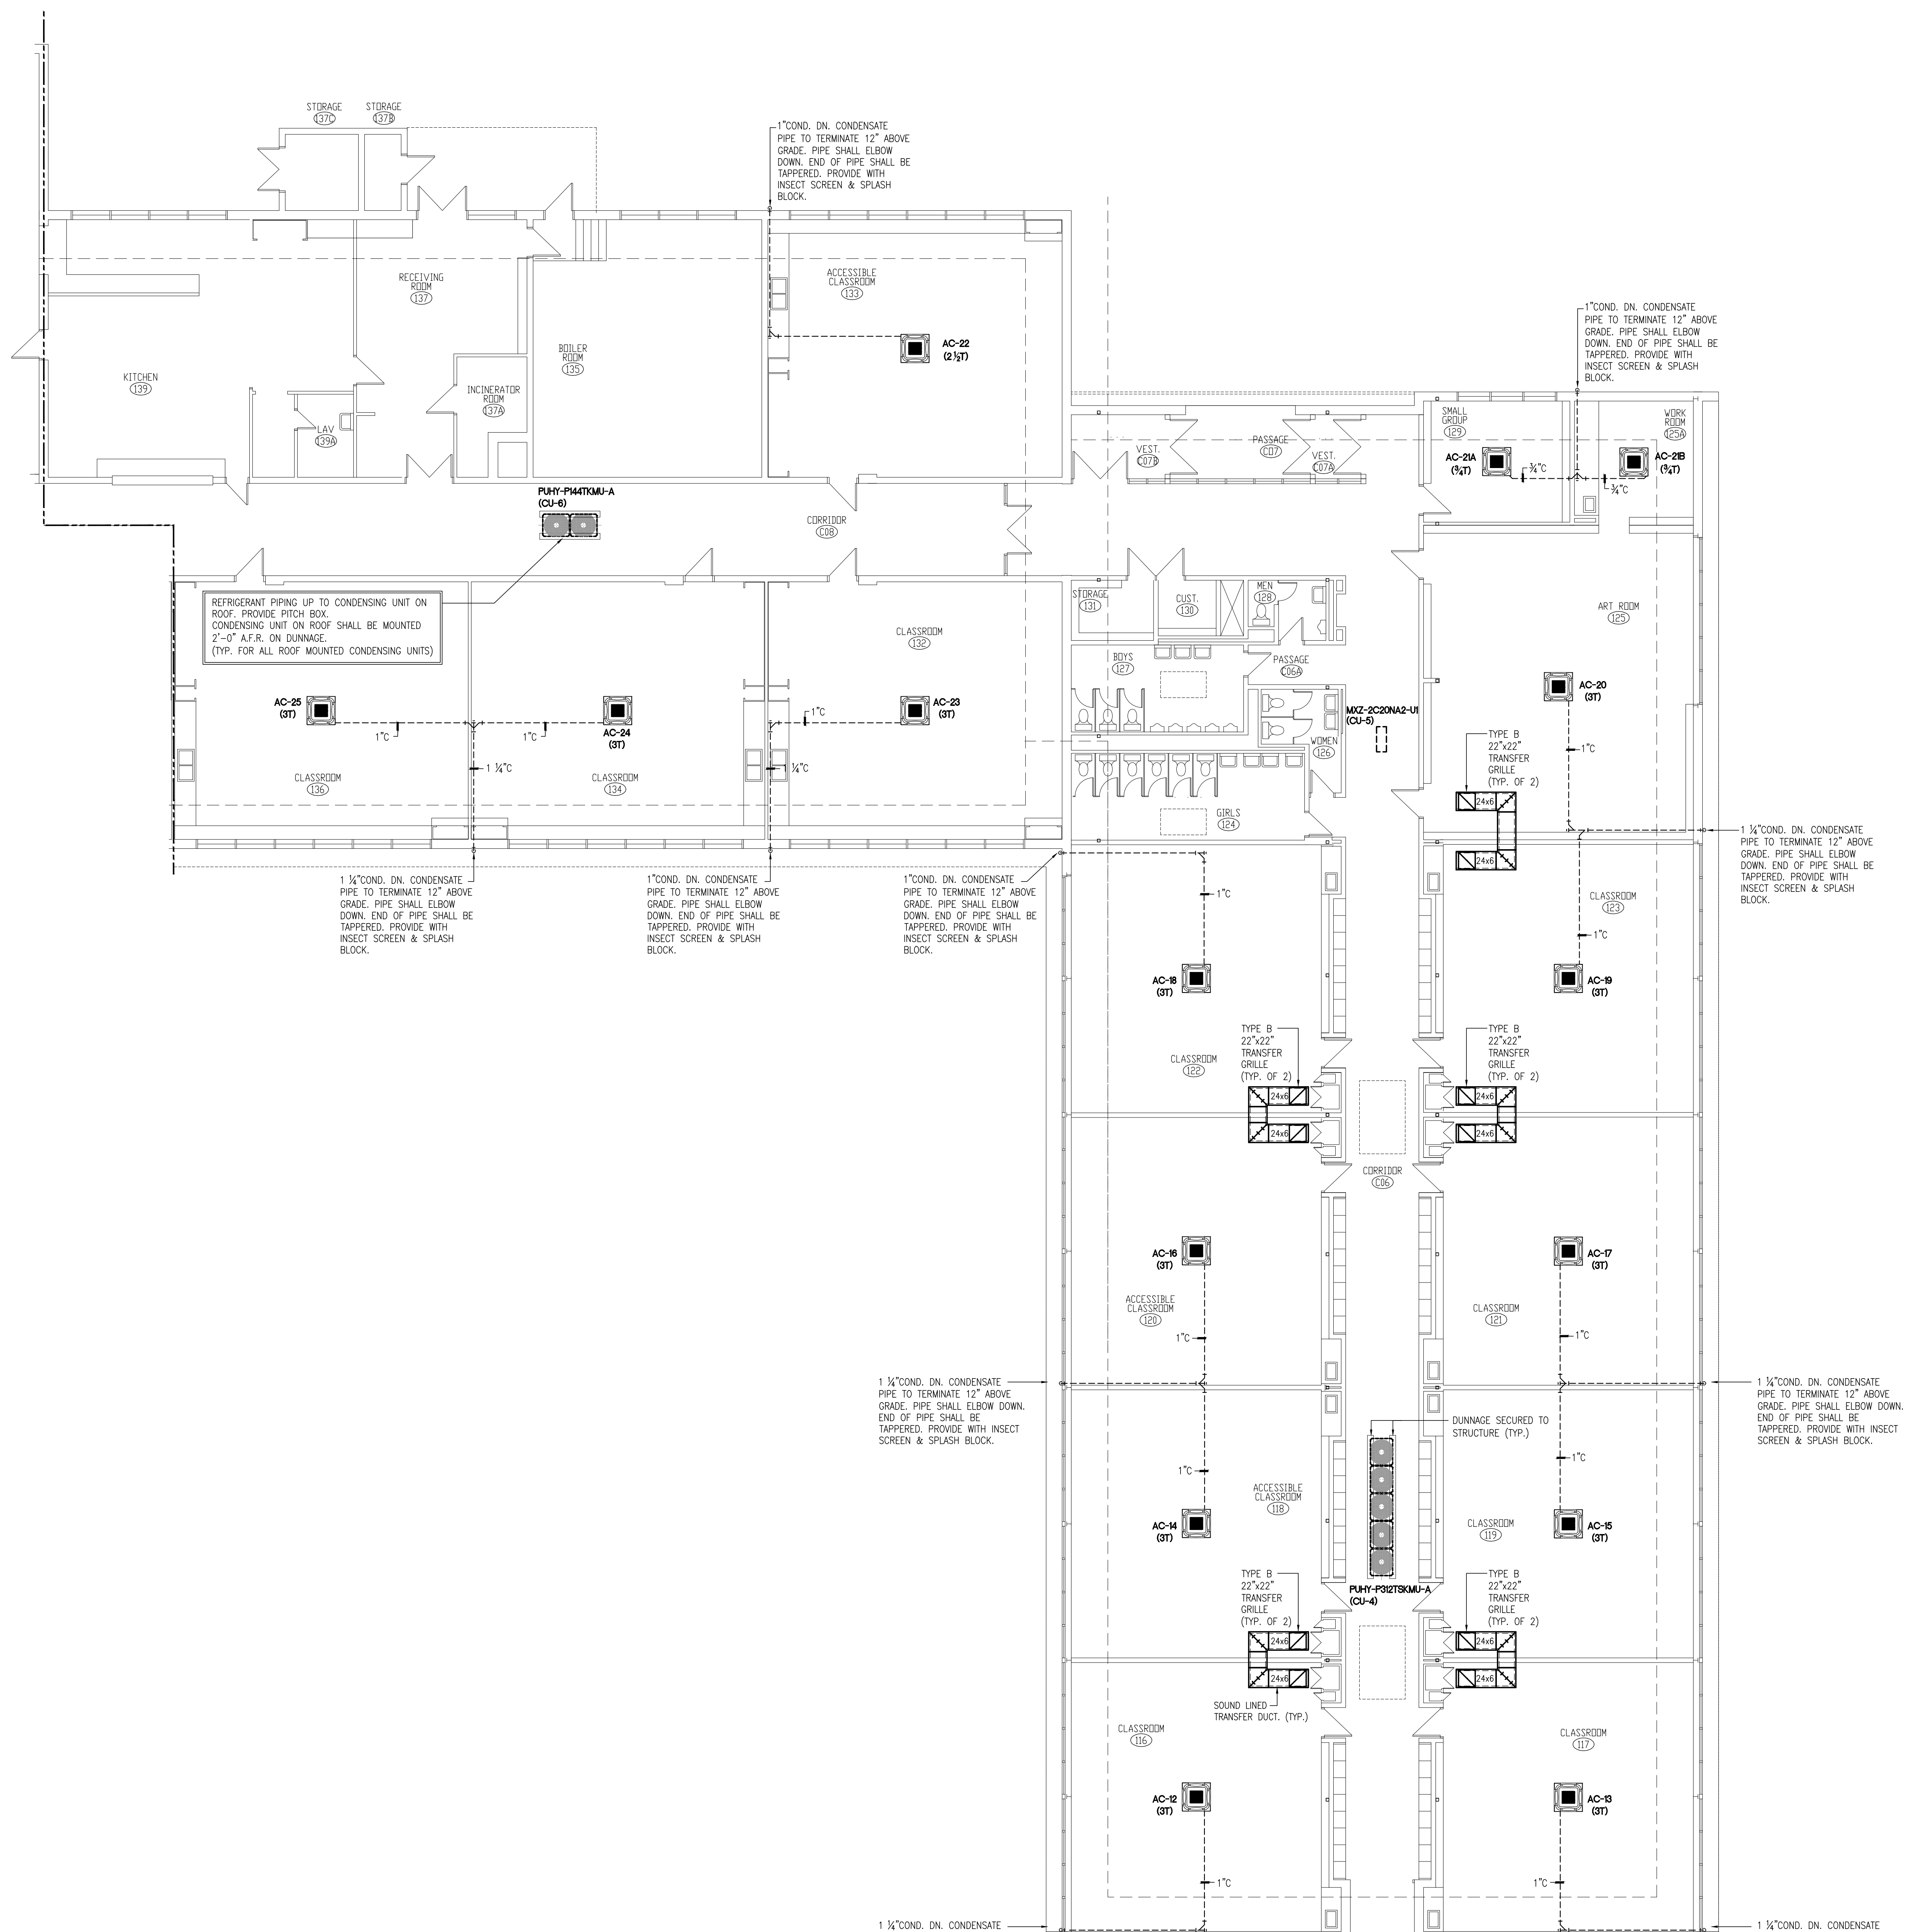 STORAGE
137C
STORAGE
137B
1"COND. DN. CONDENSATE
PIPE TO TERMINATE 12" ABOVE
GRADE. PIPE SHALL ELBOW
DOWN. END OF PIPE SHALL BE
TAPPERED. PROVIDE WITH
INSECT SCREEN & SPLASH
BLOCK.
RECEIVING
ROOM
137
ACCESSIBLE
CLASSROOM
133
KITCHEN
139
BOILER
ROOM
135
INCINERATOR
ROOM
137A
LAV
139A
AC-22
(2 ½T)
1"COND. DN. CONDENSATE
PIPE TO TERMINATE 12" ABOVE
GRADE. PIPE SHALL ELBOW
DOWN. END OF PIPE SHALL BE
TAPPERED. PROVIDE WITH
INSECT SCREEN & SPLASH
BLOCK.
SMALL
GROUP
129
WORK
ROOM
125A
VEST.
C07B
PASSAGE
C07
VEST.
C07A
AC-21A
(¾T)
¾"C
AC-21B
(¾T)
¾"C
PUHY-P144TKMU-A
(CU-6)
CORRIDOR
C08
REFRIGERANT PIPING UP TO CONDENSING UNIT ON
ROOF. PROVIDE PITCH BOX.
CONDENSING UNIT ON ROOF SHALL BE MOUNTED
2'-0" A.F.R. ON DUNNAGE.
(TYP. FOR ALL ROOF MOUNTED CONDENSING UNITS)
CLASSROOM
132
STORAGE
131
CUST.
130
MEN
128
ART ROOM
125
BOYS
127
PASSAGE
C06A
AC-25
(3T)
1"C
1"C
AC-24
(3T)
1"C
AC-23
(3T)
AC-20
(3T)
MXZ-2C20NA2-U1
(CU-5)
WOMEN
126
TYPE B
22"x22"
TRANSFER
GRILLE
(TYP. OF 2)
1"C
CLASSROOM
136
1 ¼"C
CLASSROOM
134
1 ¼"C
24x6
GIRLS
124
24x6
1 ¼"COND. DN. CONDENSATE
PIPE TO TERMINATE 12" ABOVE
GRADE. PIPE SHALL ELBOW
DOWN. END OF PIPE SHALL BE
TAPPERED. PROVIDE WITH
INSECT SCREEN & SPLASH
BLOCK.
1 ¼"COND. DN. CONDENSATE
PIPE TO TERMINATE 12" ABOVE
GRADE. PIPE SHALL ELBOW
DOWN. END OF PIPE SHALL BE
TAPPERED. PROVIDE WITH
INSECT SCREEN & SPLASH
BLOCK.
1"COND. DN. CONDENSATE
PIPE TO TERMINATE 12" ABOVE
GRADE. PIPE SHALL ELBOW
DOWN. END OF PIPE SHALL BE
TAPPERED. PROVIDE WITH
INSECT SCREEN & SPLASH
BLOCK.
1"COND. DN. CONDENSATE
PIPE TO TERMINATE 12" ABOVE
GRADE. PIPE SHALL ELBOW
DOWN. END OF PIPE SHALL BE
TAPPERED. PROVIDE WITH
INSECT SCREEN & SPLASH
BLOCK.
1"C
CLASSROOM
123
1"C
AC-18
(3T)
AC-19
(3T)
TYPE B
22"x22"
TRANSFER
GRILLE
(TYP. OF 2)
TYPE B
22"x22"
TRANSFER
GRILLE
(TYP. OF 2)
CLASSROOM
122
24x6
24x6
24x6
24x6
CORRIDOR
C06
AC-16
(3T)
AC-17
(3T)
ACCESSIBLE
CLASSROOM
120
CLASSROOM
121
1"C
1"C
1 ¼"COND. DN. CONDENSATE
PIPE TO TERMINATE 12" ABOVE
GRADE. PIPE SHALL ELBOW DOWN.
END OF PIPE SHALL BE
TAPPERED. PROVIDE WITH INSECT
SCREEN & SPLASH BLOCK.
1 ¼"COND. DN. CONDENSATE
PIPE TO TERMINATE 12" ABOVE
GRADE. PIPE SHALL ELBOW DOWN.
END OF PIPE SHALL BE
TAPPERED. PROVIDE WITH INSECT
SCREEN & SPLASH BLOCK.
DUNNAGE SECURED TO
STRUCTURE (TYP.)
1"C
1"C
ACCESSIBLE
CLASSROOM
118
AC-14
(3T)
CLASSROOM
119
AC-15
(3T)
TYPE B
22"x22"
TRANSFER
GRILLE
(TYP. OF 2)
PUHY-P312TSKMU-A
(CU-4)
TYPE B
22"x22"
TRANSFER
GRILLE
(TYP. OF 2)
24x6
24x6
24x6
24x6
SOUND LINED
TRANSFER DUCT. (TYP.)
CLASSROOM
116
CLASSROOM
117
AC-12
(3T)
AC-13
(3T)
1"C
1"C
1 ¼"COND. DN. CONDENSATE
1 ¼"COND. DN. CONDENSATE